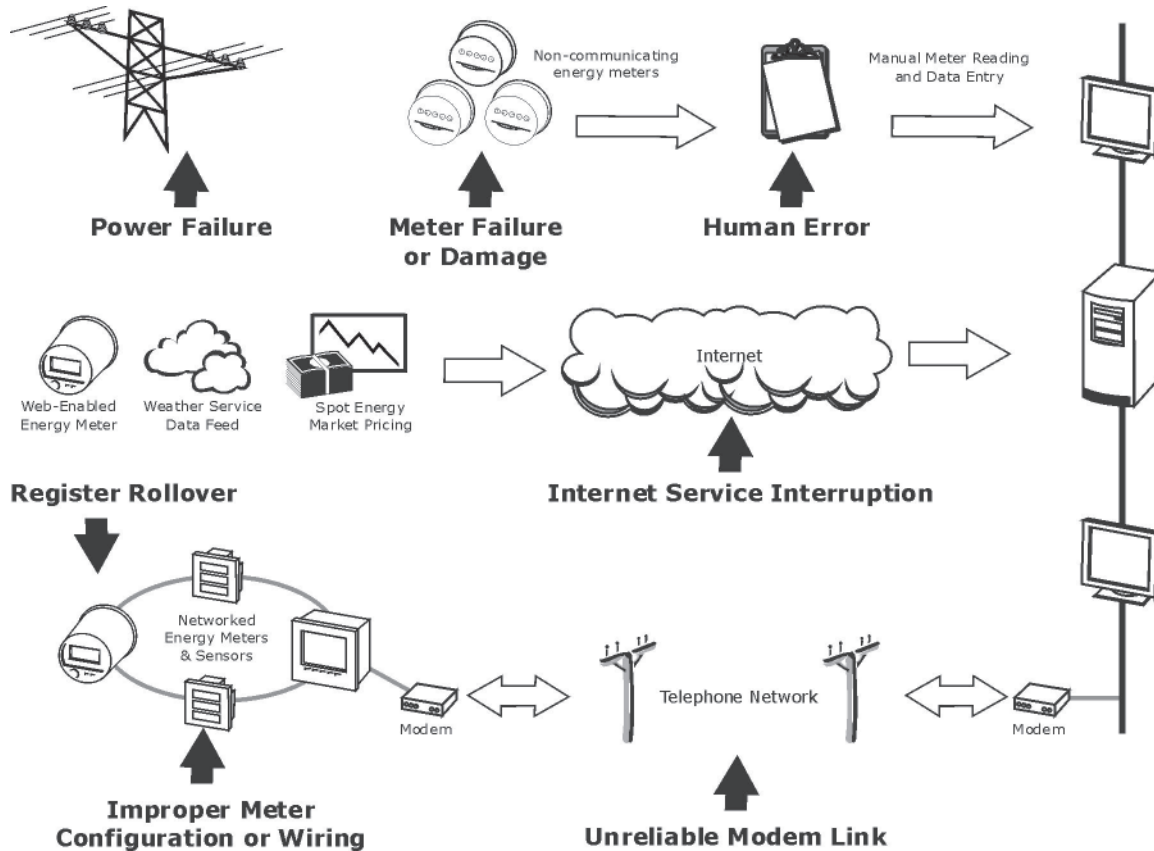 Non-communicating
energy meters
Manual Meter Reading
and Data Entry
Power Failure
Meter Failure
or Damage
Human Error
Internet
Web-Enabled
Energy Meter
Weather Service
Data Feed
Spot Energy
Market Pricing
Register Rollover
Internet Service Interruption
Networked
Energy Meters
& Sensors
Modem
Telephone Network
Modem
Improper Meter
Configuration or Wiring
Unreliable Modem Link